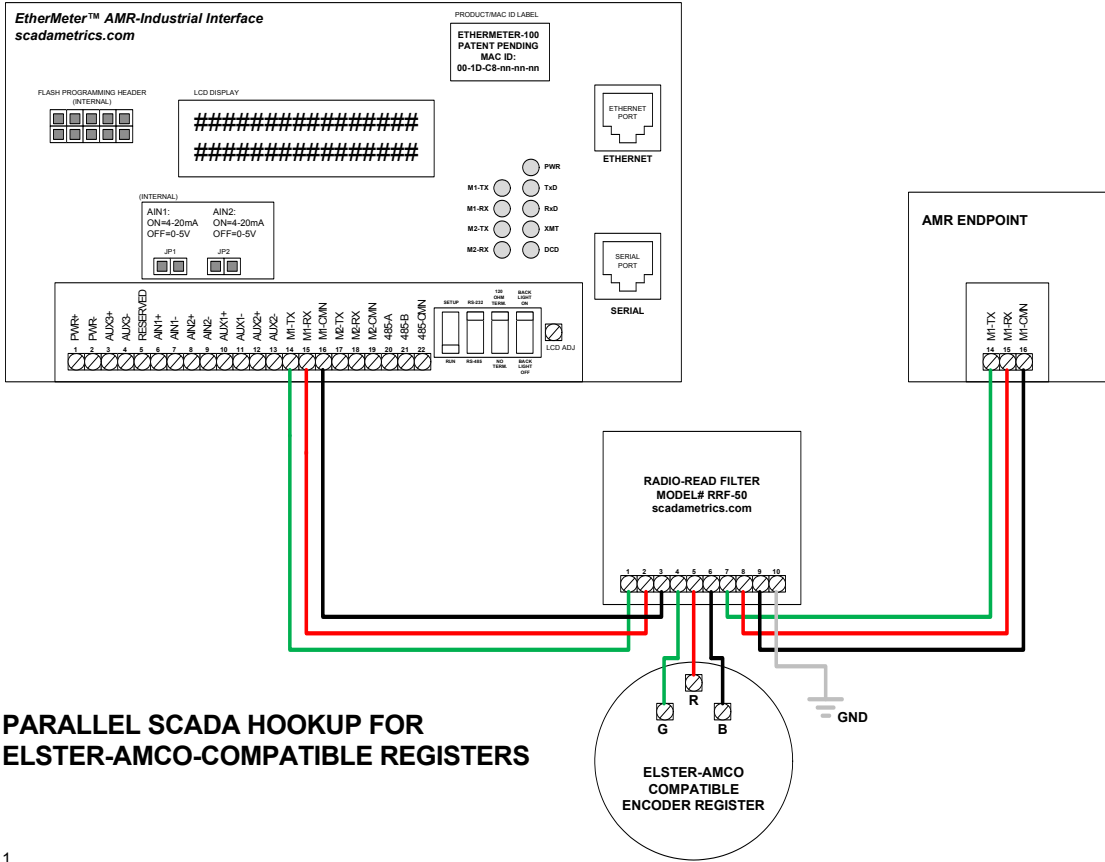 EtherMeter™ AMR-Industrial Interface
scadametrics.com
PRODUCT/MAC ID LABEL
ETHERMETER-100
PATENT PENDING
MAC ID:
00-1D-C8-nn-nn-nn
FLASH PROGRAMMING HEADER
(INTERNAL)
LCD DISPLAY
###################
###################
ETHERNET
PORT
ETHERNET
PWR
M1-TX TxD
M1-RX RxD
M2-TX XMT
M2-RX DCD
(INTERNAL)
AIN1: AIN2:
ON=4-20mA ON=4-20mA
OFF=0-5V OFF=0-5V
JP1 JP2
SERIAL
PORT
SERIAL
PWR+ PWR- AUX3+ AUX3- RESERVED AIN1+ AIN1- AIN2+ AIN2- AUX1+ AUX1- AUX2+ AUX2- M1-TX M1-RX M1-CMN M2-TX M2-RX M2-CMN 485-A 485-B 485-CMN
1 2 3 4 5 6 7 8 9 10 11 12 13 14 15 16 17 18 19 20 21 22
SETUP
RS-232
120
OHM
TERM.
BACK
LIGHT
ON
RUN
RS-485
NO
TERM.
BACK
LIGHT
OFF
LCD ADJ
AMR ENDPOINT
M1-TX M1-RX M1-CMN
14 15 16
RADIO-READ FILTER
MODEL# RRF-50
scadametrics.com
1 2 3 4 5 6 7 8 9 10
R
G B
GND
ELSTER-AMCO
COMPATIBLE
ENCODER REGISTER
PARALLEL SCADA HOOKUP FOR
ELSTER-AMCO-COMPATIBLE REGISTERS
1